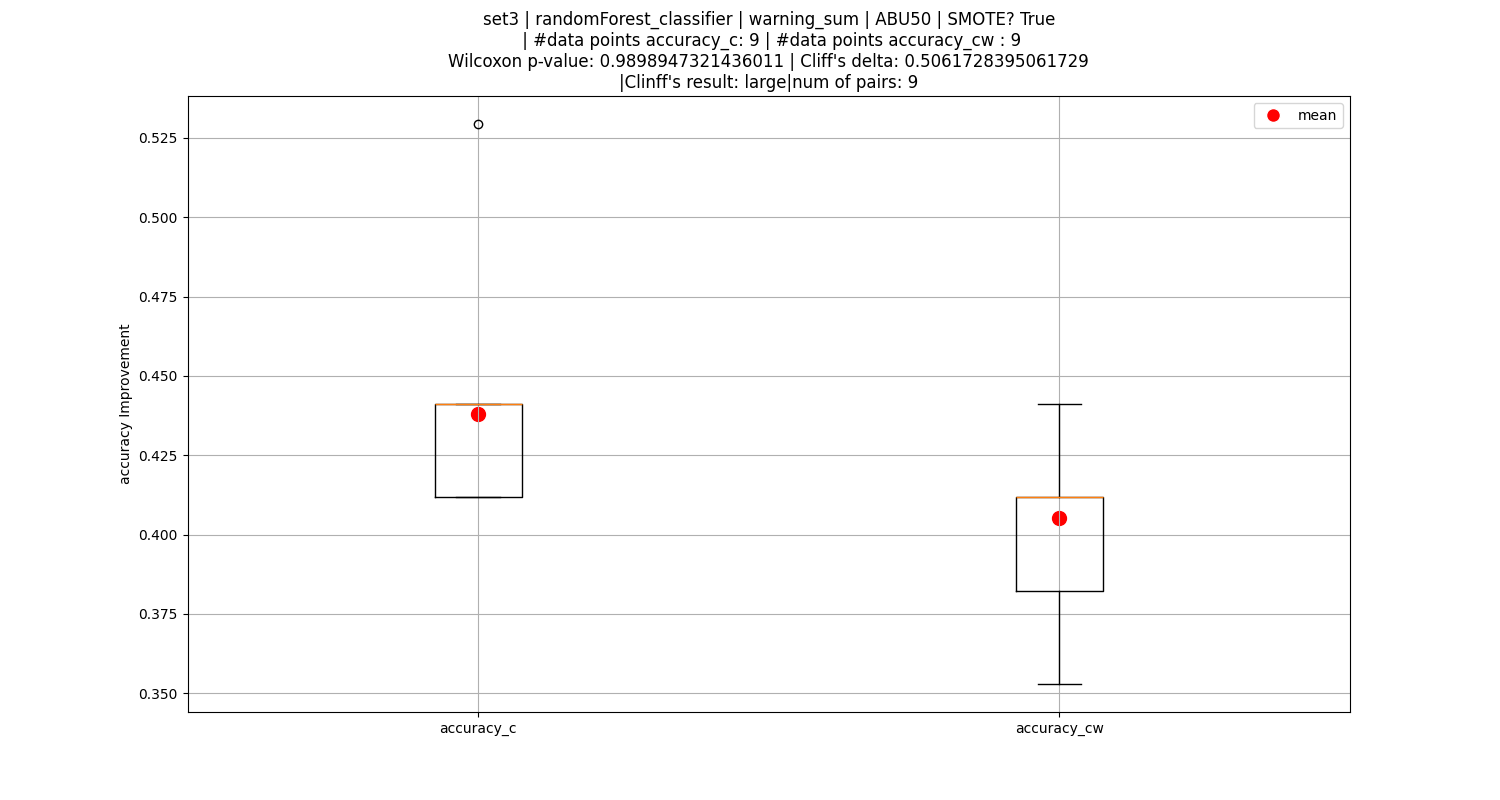 set3 | randomForest_classifier | warning_sum | ABU50 | SMOTE? True
| #data points accuracy_c: 9 | #data points accuracy_cw : 9
Wilcoxon p-value: 0.9898947321436011 | Cliff's delta: 0.5061728395061729
|Clinff's result: large|num of pairs: 9
mean
0.525
0.500
0.475
0.450
0.425
0.400
0.375
0.350
accuracy Improvement
accuracy_c
accuracy_cw